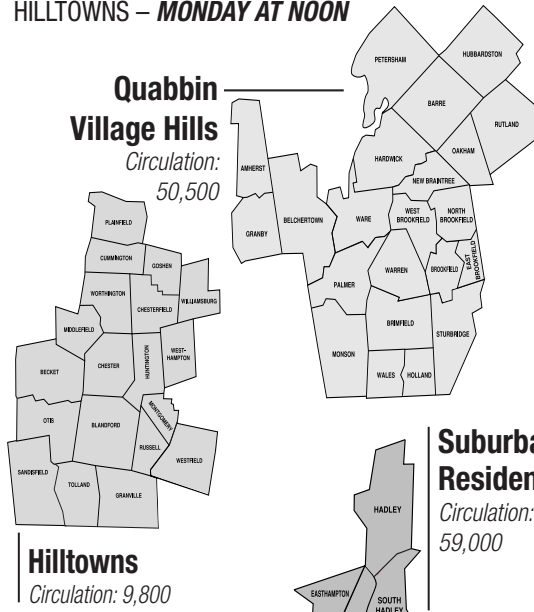 HILLTOWNS – MONDAY AT NOON
Quabbin
Village Hills
Circulation:
50,500
PETERSHAM
HUBBARDSTON
BARRE
RUTLAND
OAKHAM
HARDWICK
NEW BRAINTREE
AMHERST
BELCHERTOWN
GRANBY
WARE
WEST
BROOKFIELD
NORTH
BROOKFIELD
WARREN
BROOKFIELD
EAST
BROOKFIELD
PALMER
BRIMFIELD
STURBRIDGE
MONSON
WALES
HOLLAND
PLAINFIELD
CUMMINGTON
GOSHEN
WORTHINGTON
CHESTERFIELD
WILLIAMSBURG
MIDDLEFIELD
BECKET
CHESTER
HUNTINGTON
WEST-
HAMPTON
OTIS
BLANDFORD
MONTGOMERY
RUSSELL
WESTFIELD
SANDISFIELD
TOLLAND
GRANVILLE
Hilltowns
Circulation: 9,800
Suburba
Residen
Circulation:
59,000
HADLEY
EASTHAMPTON
SOUTH
HADLEY